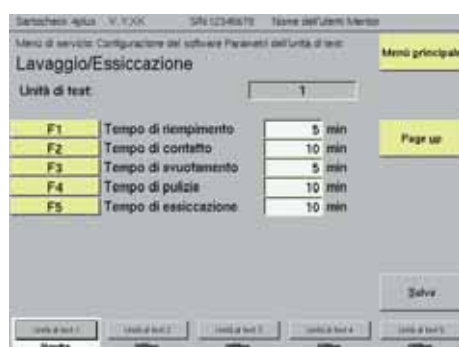 Sartocheck 4plus V. Y.XX S/N 12345678 Nome dell'utente Mentor
Menù di servizio: Configurazione del software Parametri dell'unità di test
Menù principale
Lavaggio/Essiccazione
Unità di test: 1
F1 Tempo di riempimento 5 min
Page up
F2 Tempo di contatto 10 min
F3 Tempo di svuotamento 5 min
F4 Tempo di pulizia 10 min
F5 Tempo di essiccazione 10 min
Salva
Unità di test 1 Unità di test 2 Unità di test 3 Unità di test 4 Unità di test 5